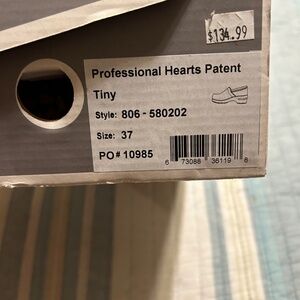 $134.99
Professional Hearts Patent
Tiny
Style: 806-580202
Size: 37
PO# 10985
6 73088 36119 8